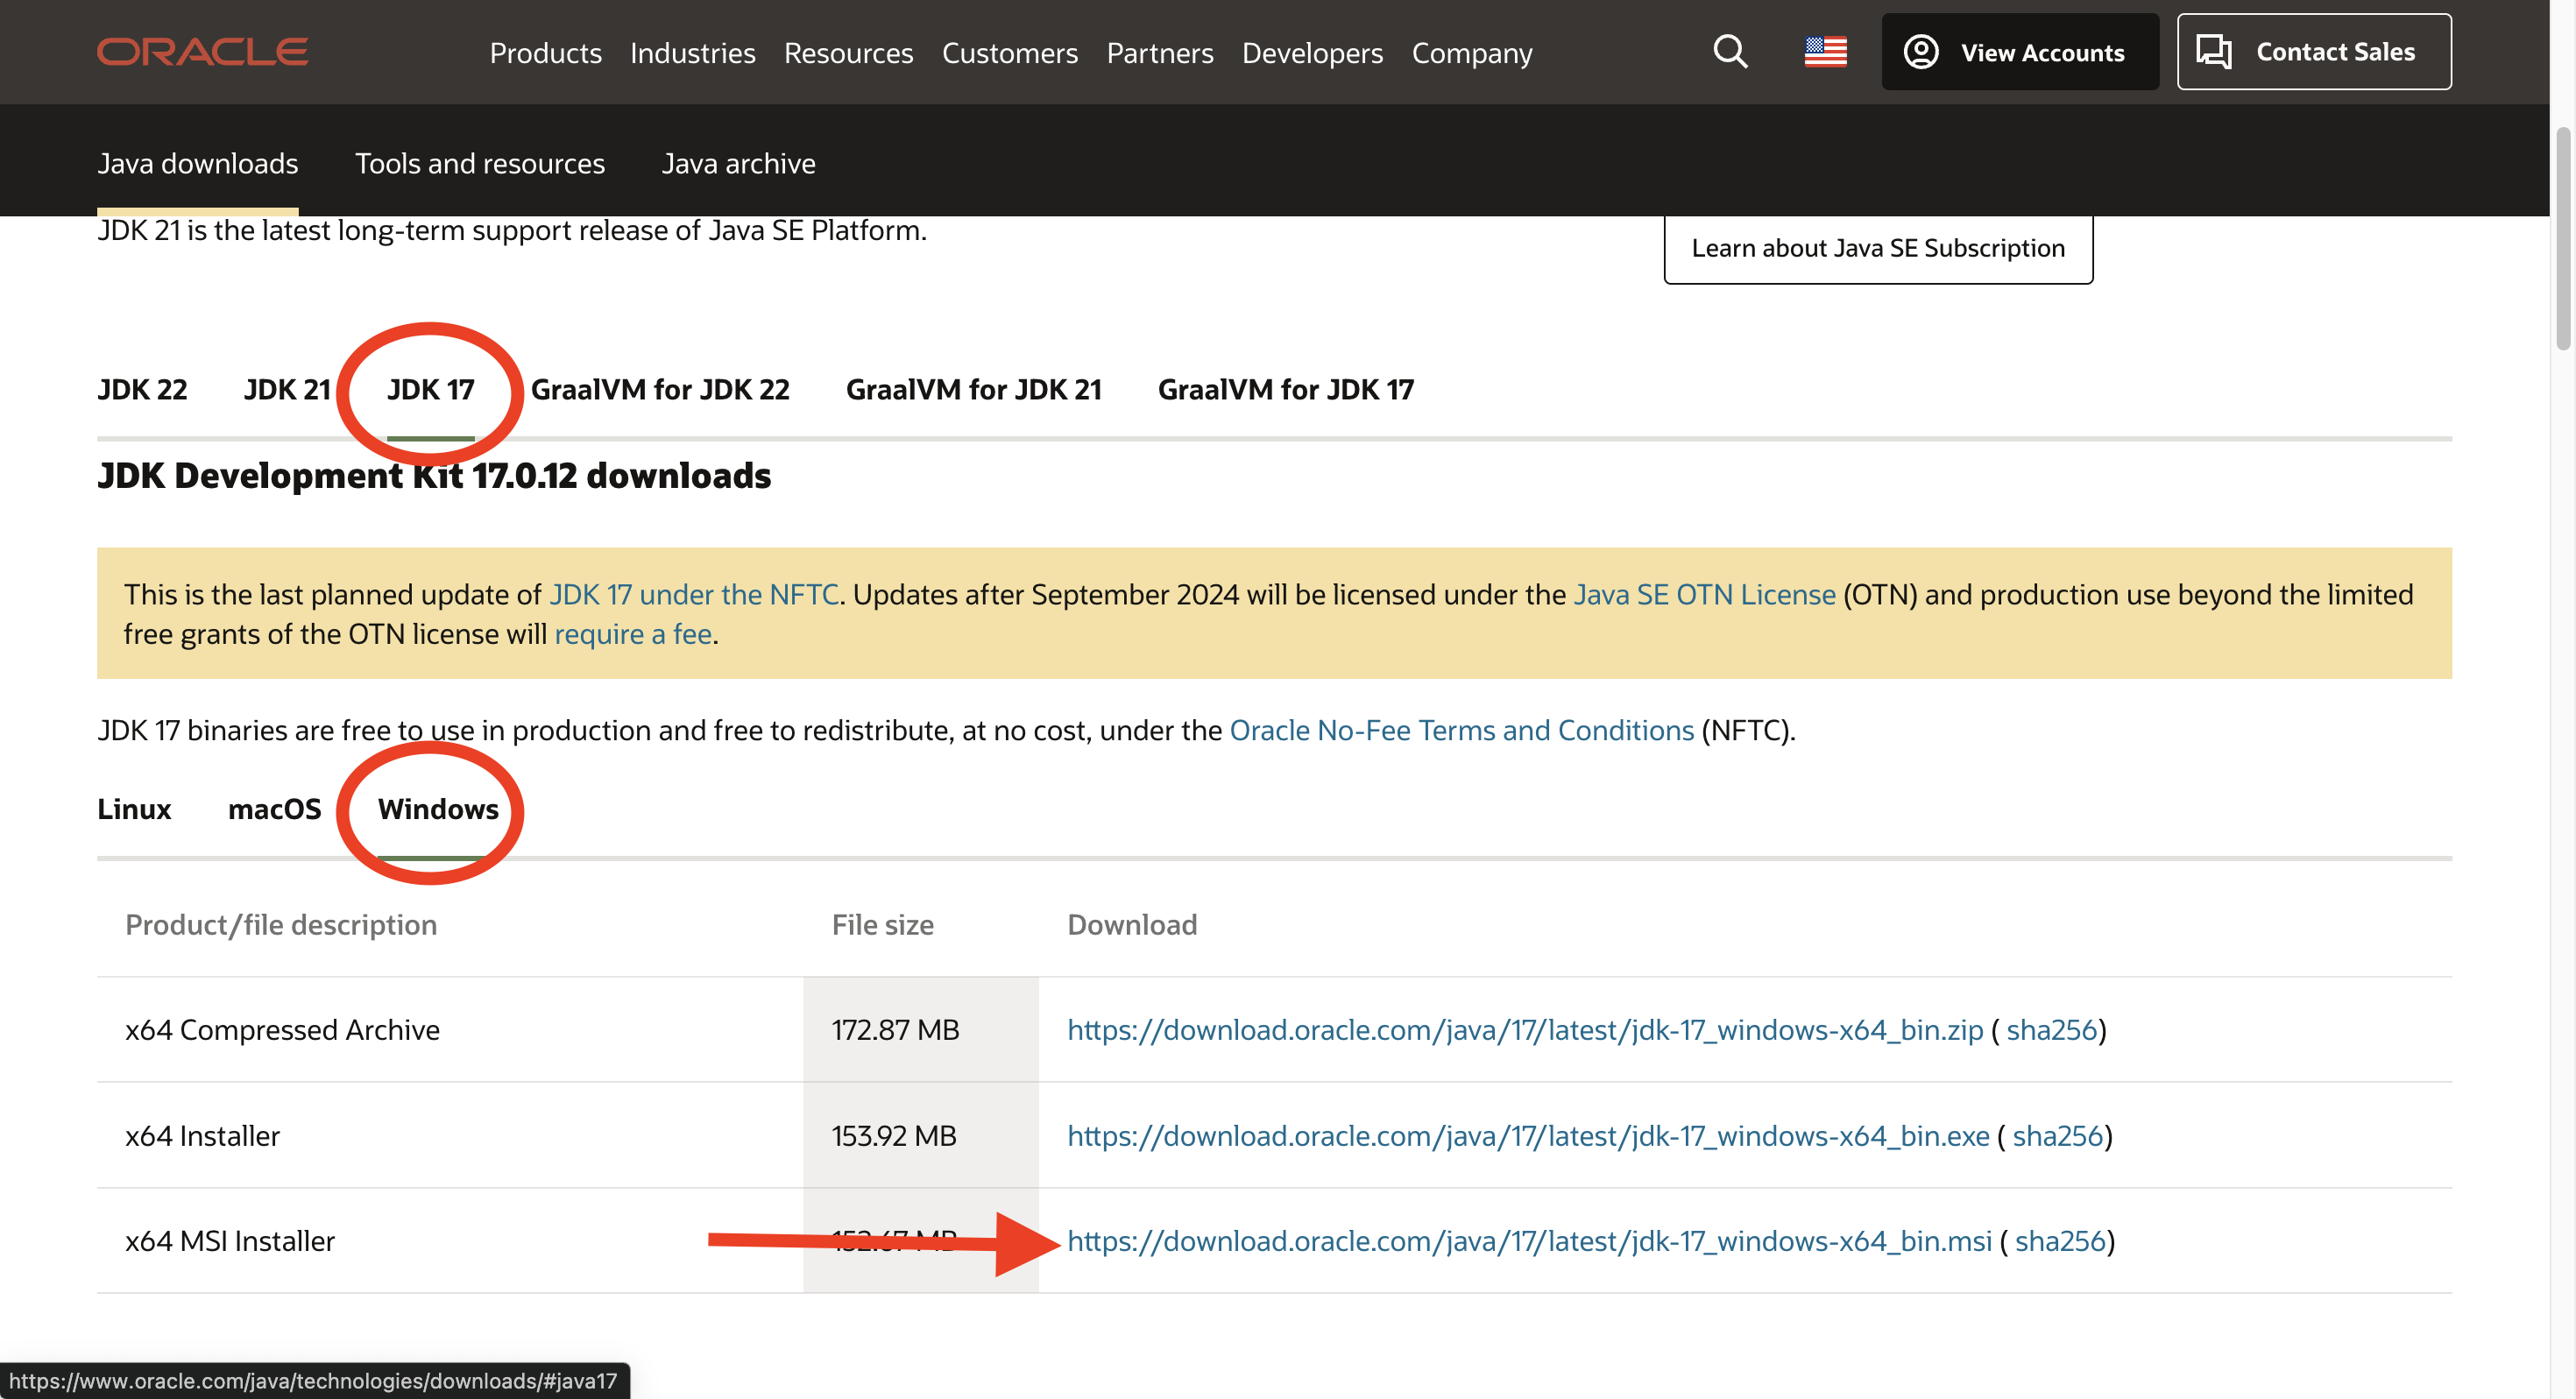 ORACLE
Products Industries Resources Customers Partners Developers Company
View Accounts
Contact Sales
Java downloads Tools and resources Java archive
JDK 21 is the latest long-term support release of Java SE Platform.
Learn about Java SE Subscription
JDK 22 JDK 21 JDK 17 GraalVM for JDK 22 GraalVM for JDK 21 GraalVM for JDK 17
JDK Development Kit 17.0.12 downloads
This is the last planned update of JDK 17 under the NFTC. Updates after September 2024 will be licensed under the Java SE OTN License (OTN) and production use beyond the limited
free grants of the OTN license will require a fee.
JDK 17 binaries are free to use in production and free to redistribute, at no cost, under the Oracle No-Fee Terms and Conditions (NFTC).
Linux macOS Windows
Product/file description File size Download
x64 Compressed Archive 172.87 MB https://download.oracle.com/java/17/latest/jdk-17_windows-x64_bin.zip ( sha256)
x64 Installer 153.92 MB https://download.oracle.com/java/17/latest/jdk-17_windows-x64_bin.exe ( sha256)
x64 MSI Installer 152.67 MB https://download.oracle.com/java/17/latest/jdk-17_windows-x64_bin.msi ( sha256)
https://www.oracle.com/java/technologies/downloads/#java17